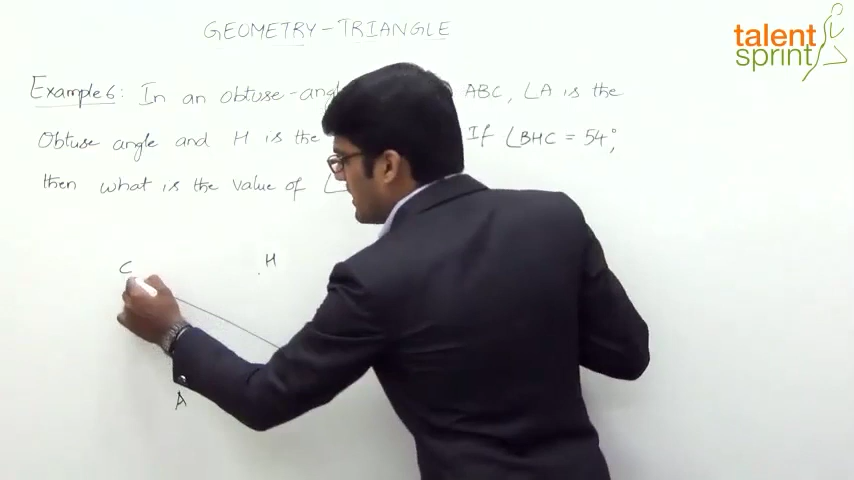 GEOMETRY-TRIANGLE
talent
sprint
Example 6: In an obtuse-angl ABC, ∠A is the
Obtuse angle and H is the If ∠BHC = 54°,
then what is the value of ∠
C H
A